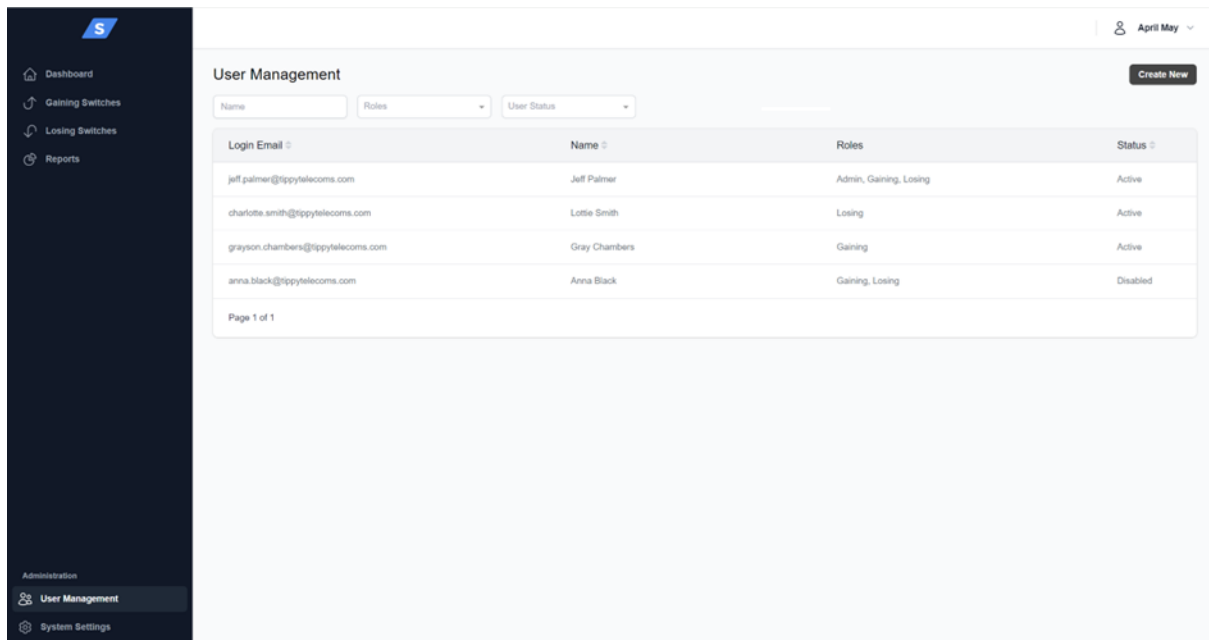 S
April May
Dashboard
Gaining Switches
Losing Switches
Reports
Administration
User Management
System Settings
User Management
Create New
Name Roles User Status
Login Email Name Roles Status
jeff.palmer@tippytelecoms.com Jeff Palmer Admin, Gaining, Losing Active
charlotte.smith@tippytelecoms.com Lottie Smith Losing Active
grayson.chambers@tippytelecoms.com Gray Chambers Gaining Active
anna.black@tippytelecoms.com Anna Black Gaining, Losing Disabled
Page 1 of 1